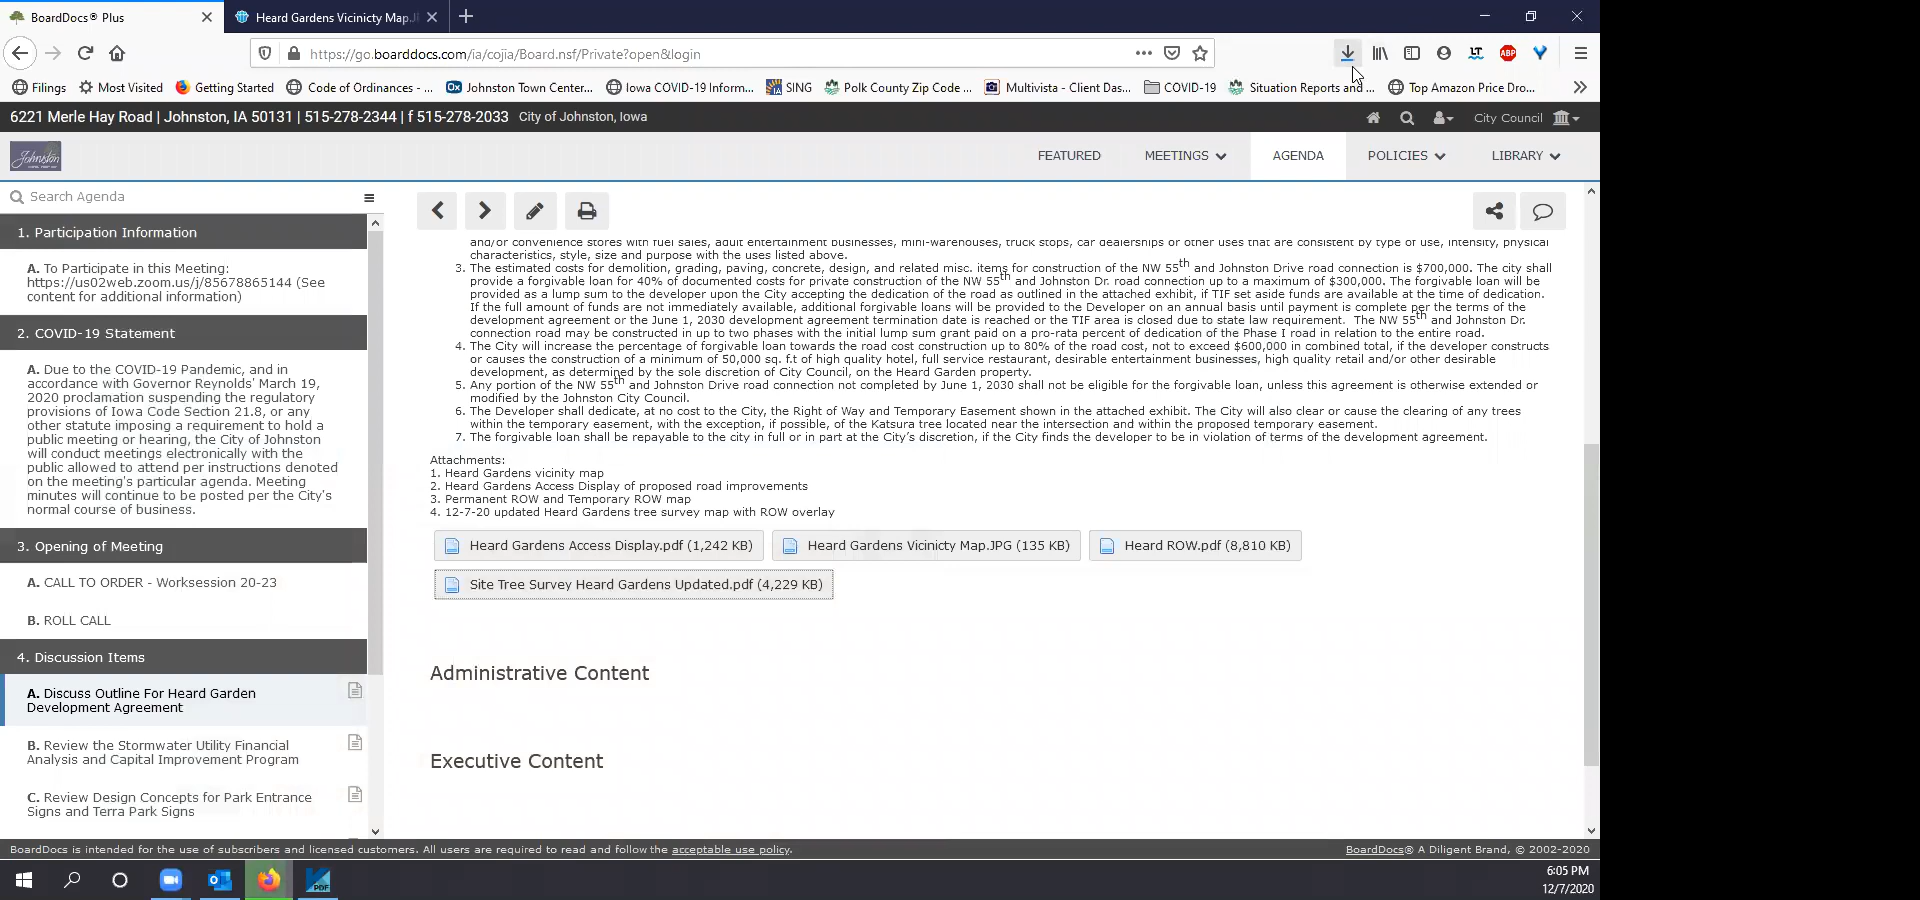 BoardDocs® Plus
Heard Gardens Vicinicty Map.J
https://go.boarddocs.com/ia/cojia/Board.nsf/Private?open&login
Filings
Most Visited
Getting Started
Code of Ordinances - ...
Johnston Town Center...
Iowa COVID-19 Inform...
SING
Polk County Zip Code ...
Multivista - Client Das...
COVID-19
Situation Reports and ...
Top Amazon Price Dro...
6221 Merle Hay Road | Johnston, IA 50131 | 515-278-2344 | f 515-278-2033 City of Johnston, Iowa
City Council
Johnston
FEATURED
MEETINGS
AGENDA
POLICIES
LIBRARY
Search Agenda
1. Participation Information
A. To Participate in this Meeting:
https://us02web.zoom.us/j/85678865144 (See
content for additional information)
2. COVID-19 Statement
A. Due to the COVID-19 Pandemic, and in
accordance with Governor Reynolds' March 19,
2020 proclamation suspending the regulatory
provisions of Iowa Code Section 21.8, or any
other statute imposing a requirement to hold a
public meeting or hearing, the City of Johnston
will conduct meetings electronically with the
public allowed to attend per instructions denoted
on the meeting's particular agenda. Meeting
minutes will continue to be posted per the City's
normal course of business.
3. Opening of Meeting
A. CALL TO ORDER - Worksession 20-23
B. ROLL CALL
4. Discussion Items
A. Discuss Outline For Heard Garden
Development Agreement
B. Review the Stormwater Utility Financial
Analysis and Capital Improvement Program
C. Review Design Concepts for Park Entrance
Signs and Terra Park Signs
and/or convenience stores with fuel sales, adult entertainment businesses, mini-warehouses, truck stops, car dealerships or other uses that are consistent by type of use, intensity, physical
characteristics, style, size and purpose with the uses listed above.
3. The estimated costs for demolition, grading, paving, concrete, design, and related misc. items for construction of the NW 55th and Johnston Drive road connection is $700,000. The city shall
provide a forgivable loan for 40% of documented costs for private construction of the NW 55th and Johnston Dr. road connection up to a maximum of $300,000. The forgivable loan will be
provided as a lump sum to the developer upon the City accepting the dedication of the road as outlined in the attached exhibit, if TIF set aside funds are available at the time of dedication.
If the full amount of funds are not immediately available, additional forgivable loans will be provided to the Developer on an annual basis until payment is complete per the terms of the
development agreement or the June 1, 2030 development agreement termination date is reached or the TIF area is closed due to state law requirement. The NW 55th and Johnston Dr.
connection road may be constructed in up to two phases with the initial lump sum grant paid on a pro-rata percent of dedication of the Phase I road in relation to the entire road.
4. The City will increase the percentage of forgivable loan towards the road cost construction up to 80% of the road cost, not to exceed $600,000 in combined total, if the developer constructs
or causes the construction of a minimum of 50,000 sq. f.t of high quality hotel, full service restaurant, desirable entertainment businesses, high quality retail and/or other desirable
development, as determined by the sole discretion of City Council, on the Heard Garden property.
5. Any portion of the NW 55th and Johnston Drive road connection not completed by June 1, 2030 shall not be eligible for the forgivable loan, unless this agreement is otherwise extended or
modified by the Johnston City Council.
6. The Developer shall dedicate, at no cost to the City, the Right of Way and Temporary Easement shown in the attached exhibit. The City will also clear or cause the clearing of any trees
within the temporary easement, with the exception, if possible, of the Katsura tree located near the intersection and within the proposed temporary easement.
7. The forgivable loan shall be repayable to the city in full or in part at the City's discretion, if the City finds the developer to be in violation of terms of the development agreement.
Attachments:
1. Heard Gardens vicinity map
2. Heard Gardens Access Display of proposed road improvements
3. Permanent ROW and Temporary ROW map
4. 12-7-20 updated Heard Gardens tree survey map with ROW overlay
Heard Gardens Access Display.pdf (1,242 KB)
Heard Gardens Vicinicty Map.JPG (135 KB)
Heard ROW.pdf (8,810 KB)
Site Tree Survey Heard Gardens Updated.pdf (4,229 KB)
Administrative Content
Executive Content
BoardDocs is intended for the use of subscribers and licensed customers. All users are required to read and follow the acceptable use policy.
BoardDocs® A Diligent Brand, © 2002-2020
6:05 PM
12/7/2020